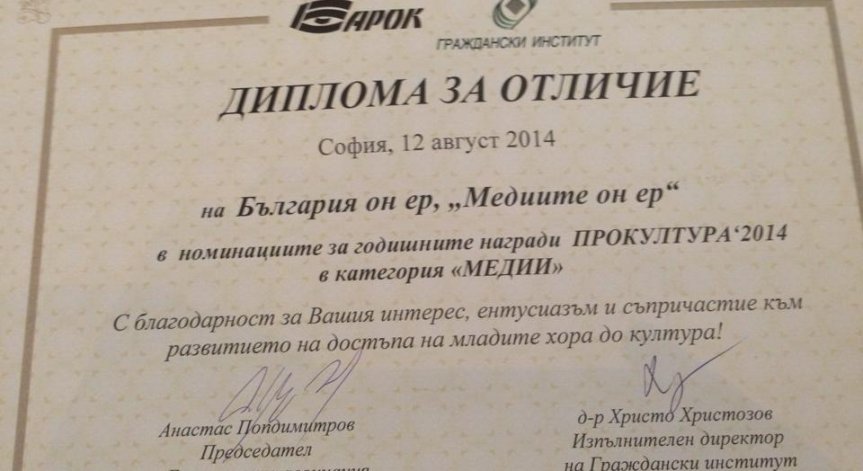 БАРОК
ГРАЖДАНСКИ ИНСТИТУТ
ДИПЛОМА ЗА ОТЛИЧИЕ
София, 12 август 2014
на България он ер, „Медиите он ер“
в номинациите за годишните награди ПРОКУЛТУРА‘2014
в категория «МЕДИИ»
С благодарност за Вашия интерес, ентусиазъм и съпричастие към
развитието на достъпа на младите хора до култура!
Анастас Попдимитров
д-р Христо Христозов
Председател
Изпълнителен директор
на Граждански институт